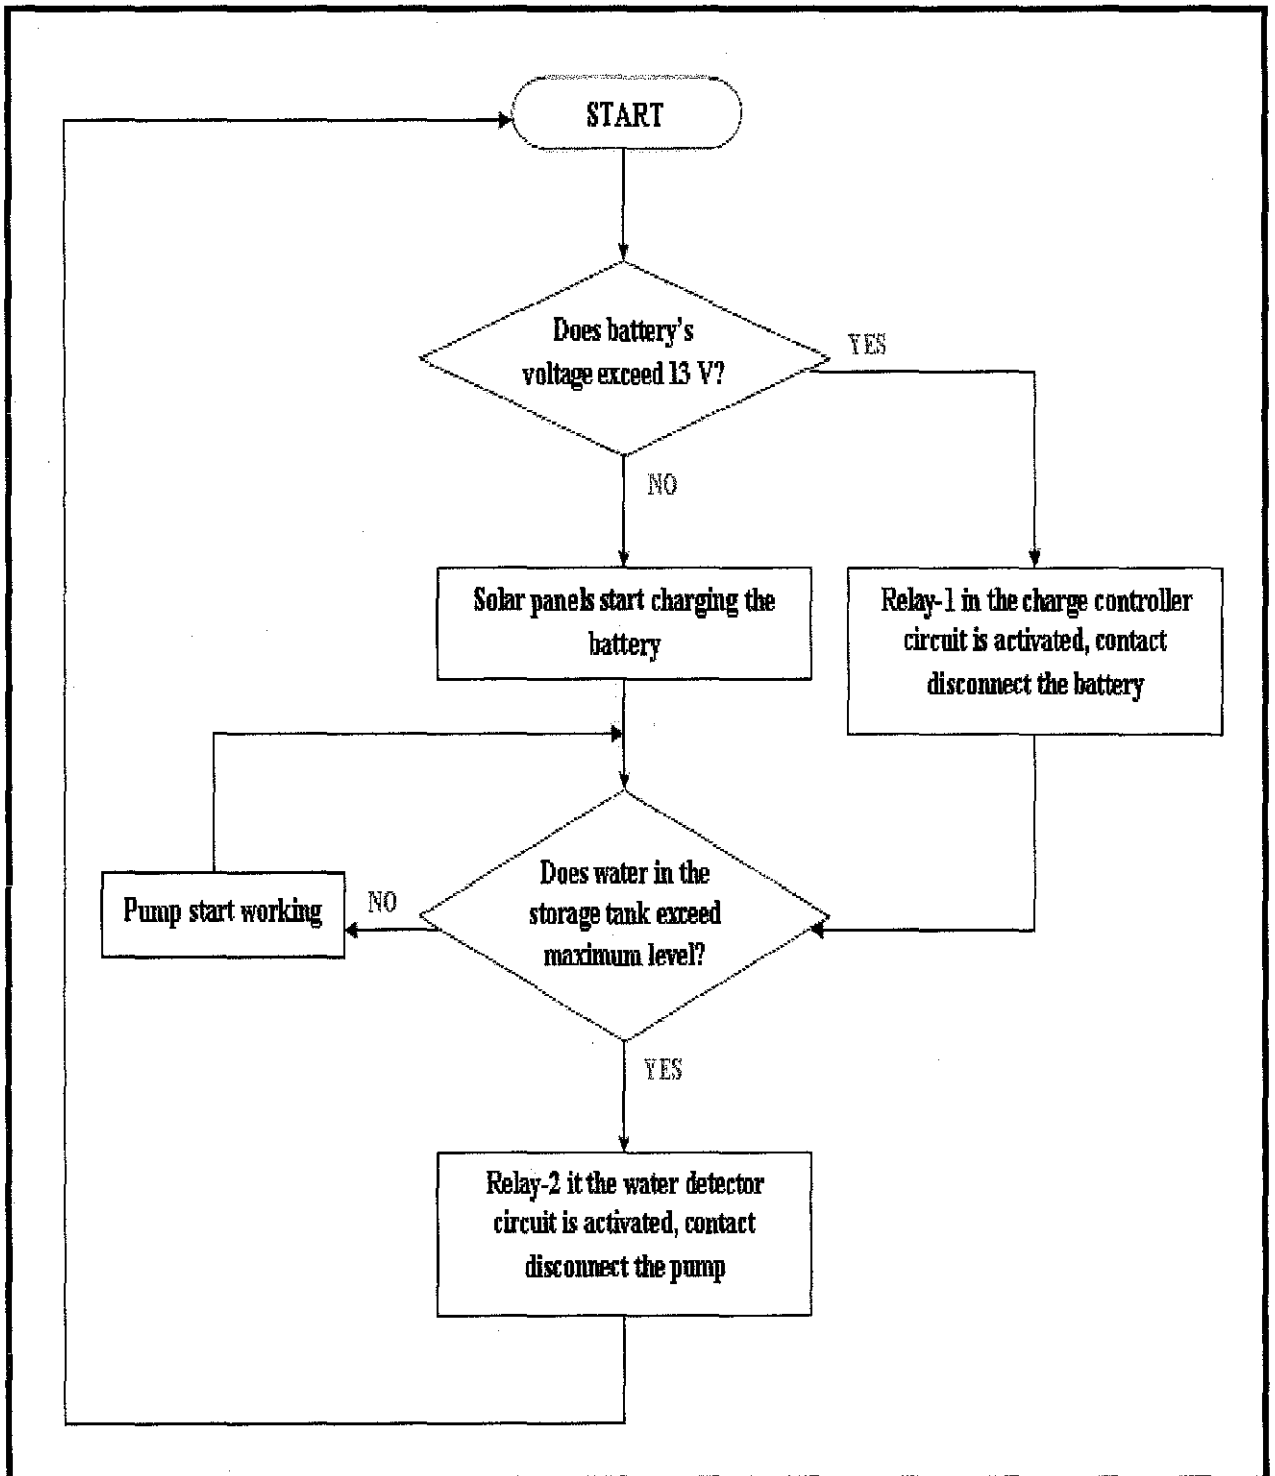 START
Does battery's
voltage exceed 13 V?
YES
NO
Solar panels start charging the
battery
Relay-1 in the charge controller
circuit is activated, contact
disconnect the battery
Does water in the
storage tank exceed
maximum level?
NO
Pump start working
YES
Relay-2 it the water detector
circuit is activated, contact
disconnect the pump